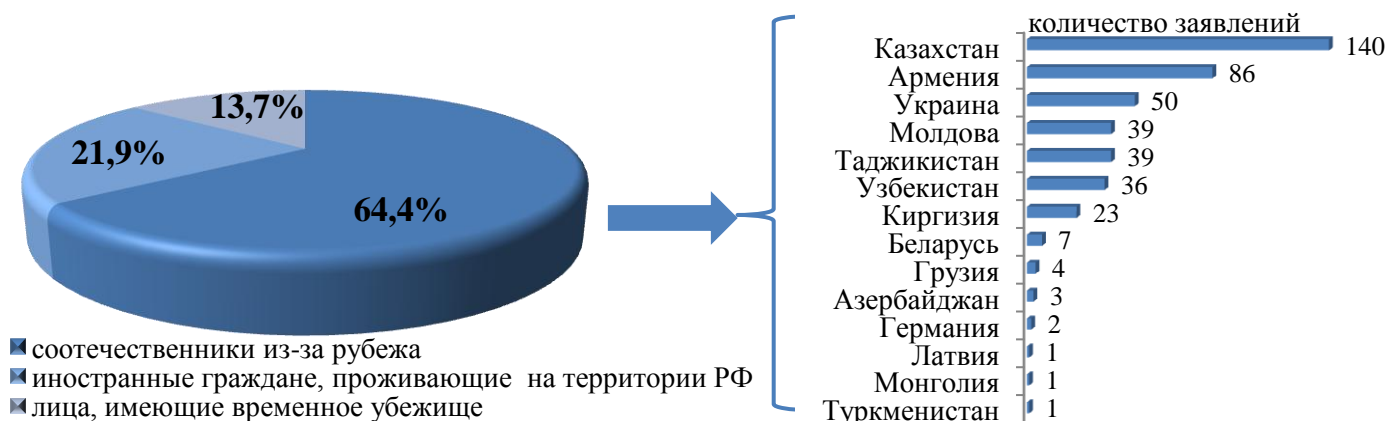 13,7%
21,9%
64,4%
соотечественники из-за рубежа
иностранные граждане, проживающие на территории РФ
лица, имеющие временное убежище
количество заявлений
Казахстан 140
Армения 86
Украина 50
Молдова 39
Таджикистан 39
Узбекистан 36
Киргизия 23
Беларусь 7
Грузия 4
Азербайджан 3
Германия 2
Латвия 1
Монголия 1
Туркменистан 1